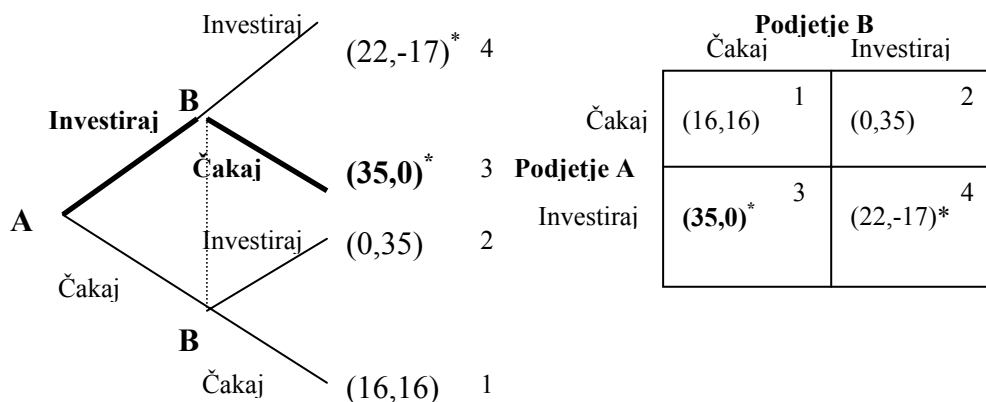 Investiraj
(22,-17)* 4
B
Investiraj
Čakaj
(35,0)* 3
A
Investiraj
(0,35) 2
Čakaj
B
Čakaj
(16,16) 1
Podjetje B
Čakaj Investiraj
1 2
Čakaj (16,16) (0,35)
Podjetje A
3 4
Investiraj (35,0)* (22,-17)*